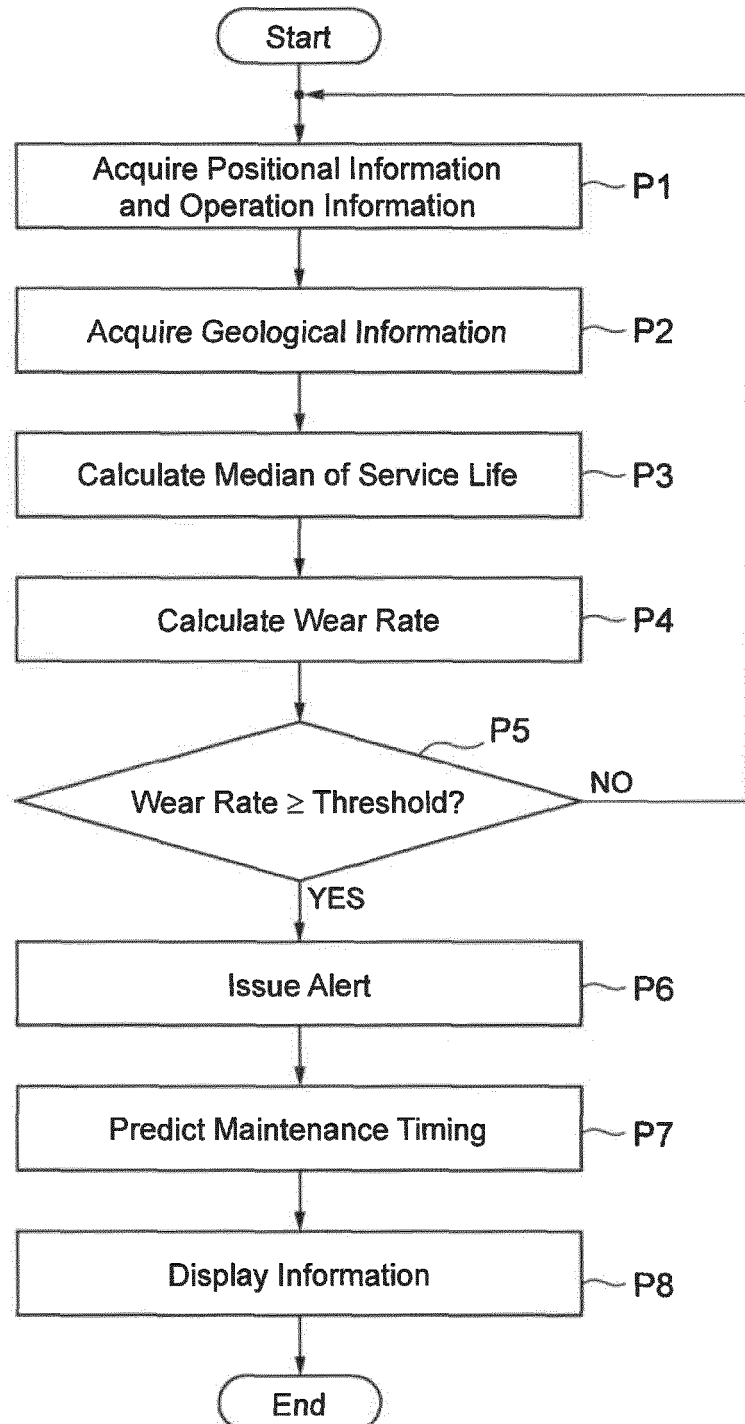 Start
Acquire Positional Information
and Operation Information
P1
Acquire Geological Information
P2
Calculate Median of Service Life
P3
Calculate Wear Rate
P4
P5
Wear Rate ≥ Threshold?
NO
YES
Issue Alert
P6
Predict Maintenance Timing
P7
Display Information
P8
End